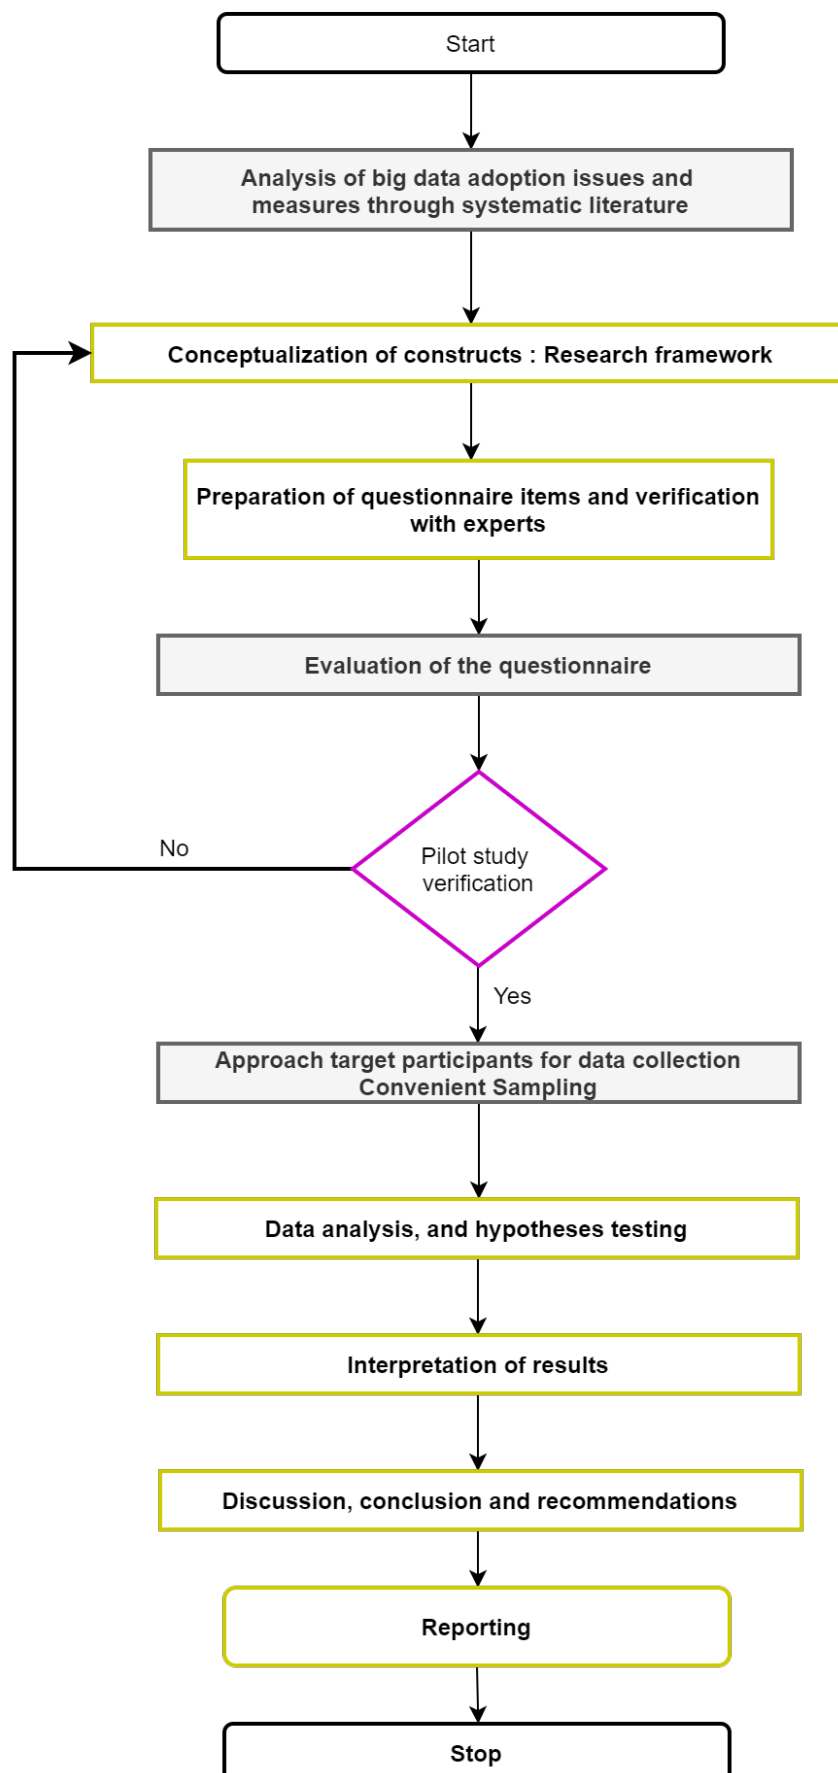 Start
Analysis of big data adoption issues and
measures through systematic literature
Conceptualization of constructs : Research framework
Preparation of questionnaire items and verification
with experts
Evaluation of the questionnaire
Pilot study
verification
No
Yes
Approach target participants for data collection
Convenient Sampling
Data analysis, and hypotheses testing
Interpretation of results
Discussion, conclusion and recommendations
Reporting
Stop